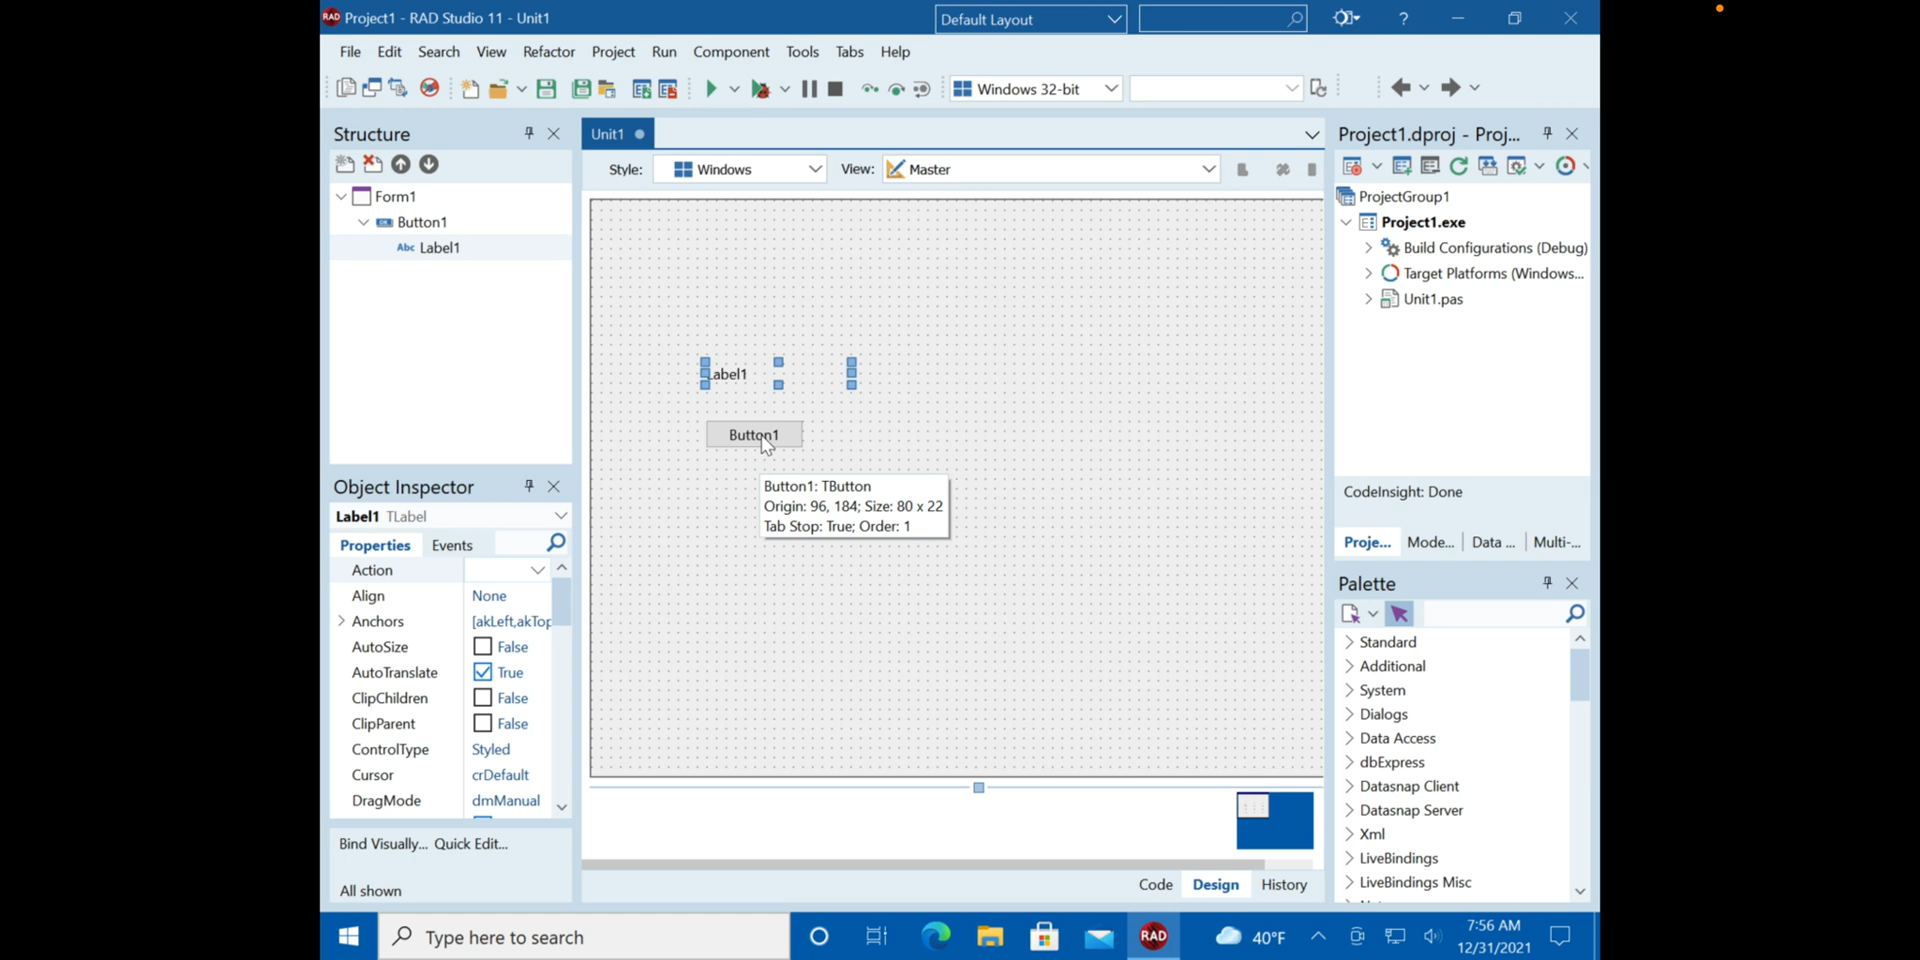 RAD
Project1 - RAD Studio 11 - Unit1
Default Layout
?
File Edit Search View Refactor Project Run Component Tools Tabs Help
Windows 32-bit
Structure
Form1
Button1
Abc Label1
Unit1
Style: Windows View: Master
Label1
Button1
Button1: TButton
Origin: 96, 184; Size: 80 x 22
Tab Stop: True; Order: 1
Object Inspector
Label1 TLabel
Properties Events
Action
Align None
Anchors [akLeft,akTop
AutoSize False
AutoTranslate True
ClipChildren False
ClipParent False
ControlType Styled
Cursor crDefault
DragMode dmManual
Bind Visually... Quick Edit...
All shown
Code Design History
Project1.dproj - Proj...
ProjectGroup1
Project1.exe
Build Configurations (Debug)
Target Platforms (Windows...
Unit1.pas
CodeInsight: Done
Proje... Mode... Data ... Multi-...
Palette
Standard
Additional
System
Dialogs
Data Access
dbExpress
Datasnap Client
Datasnap Server
Xml
LiveBindings
LiveBindings Misc
Type here to search
RAD
40°F
7:56 AM
12/31/2021